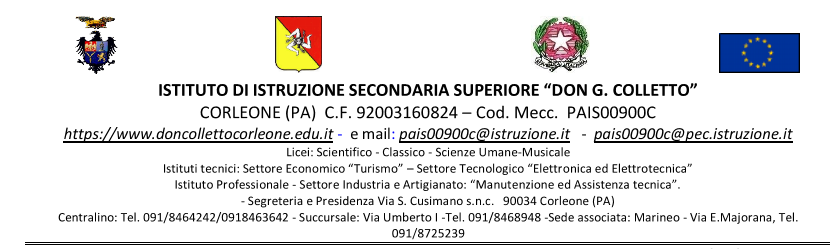 ISTITUTO DI ISTRUZIONE SECONDARIA SUPERIORE “DON G. COLLETTO”
CORLEONE (PA) C.F. 92003160824 – Cod. Mecc. PAIS00900C
https://www.doncollettocorleone.edu.it - e mail: pais00900c@istruzione.it - pais00900c@pec.istruzione.it
Licei: Scientifico - Classico - Scienze Umane-Musicale
Istituti tecnici: Settore Economico “Turismo” – Settore Tecnologico “Elettronica ed Elettrotecnica”
Istituto Professionale - Settore Industria e Artigianato: “Manutenzione ed Assistenza tecnica”.
- Segreteria e Presidenza Via S. Cusimano s.n.c. 90034 Corleone (PA)
Centralino: Tel. 091/8464242/0918463642 - Succursale: Via Umberto I -Tel. 091/8468948 -Sede associata: Marineo - Via E.Majorana, Tel.
091/8725239